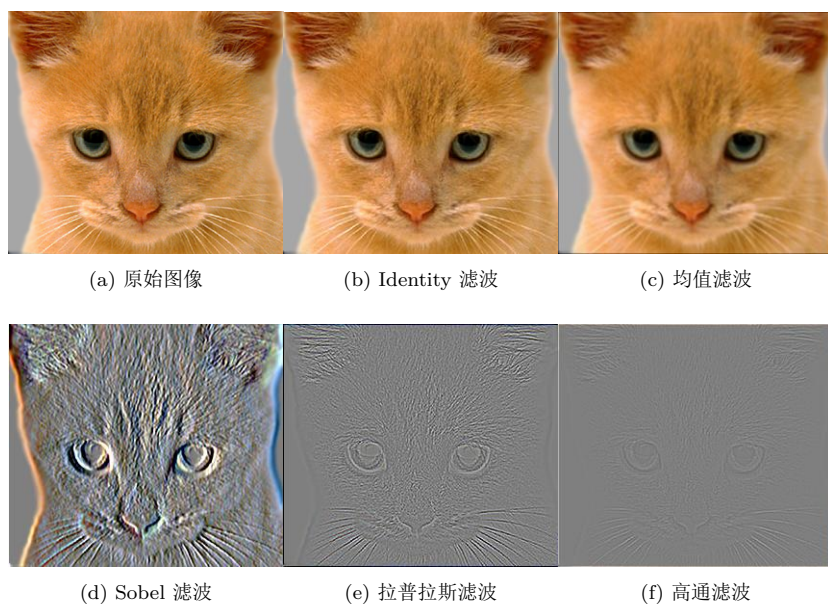 (a) 原始图像
(b) Identity 滤波
(c) 均值滤波
(d) Sobel 滤波
(e) 拉普拉斯滤波
(f) 高通滤波